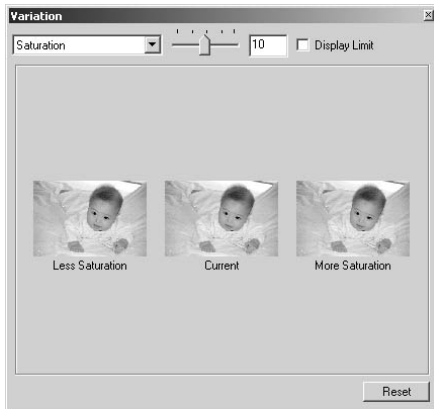 Variation
Saturation 10 Display Limit
Less Saturation Current More Saturation
Reset